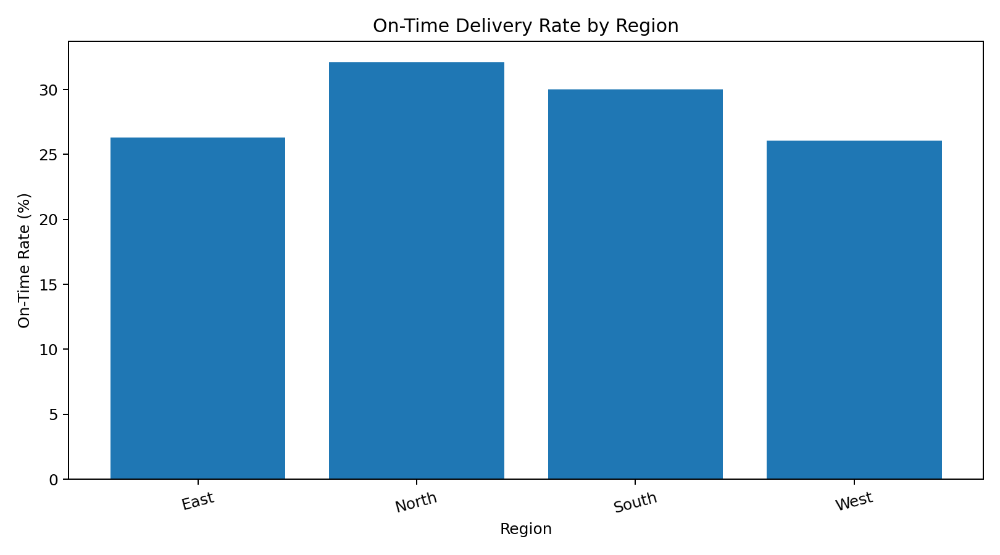 On-Time Delivery Rate by Region
On-Time Rate (%)
30
25
20
15
10
5
0
East North South West
Region